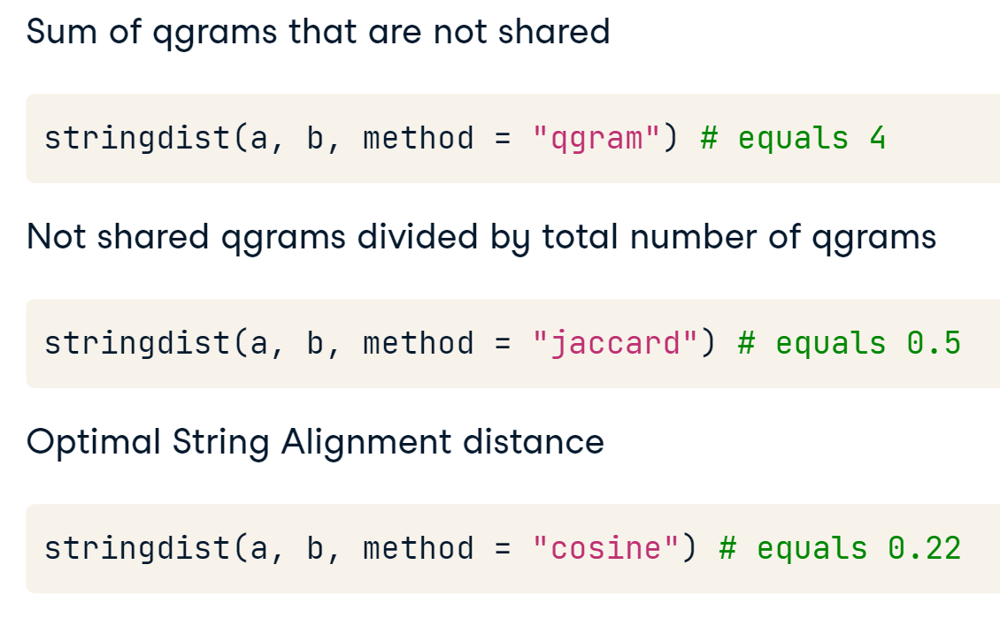 Sum of qgrams that are not shared
stringdist(a, b, method = "qgram") # equals 4
Not shared qgrams divided by total number of qgrams
stringdist(a, b, method = "jaccard") # equals 0.5
Optimal String Alignment distance
stringdist(a, b, method = "cosine") # equals 0.22